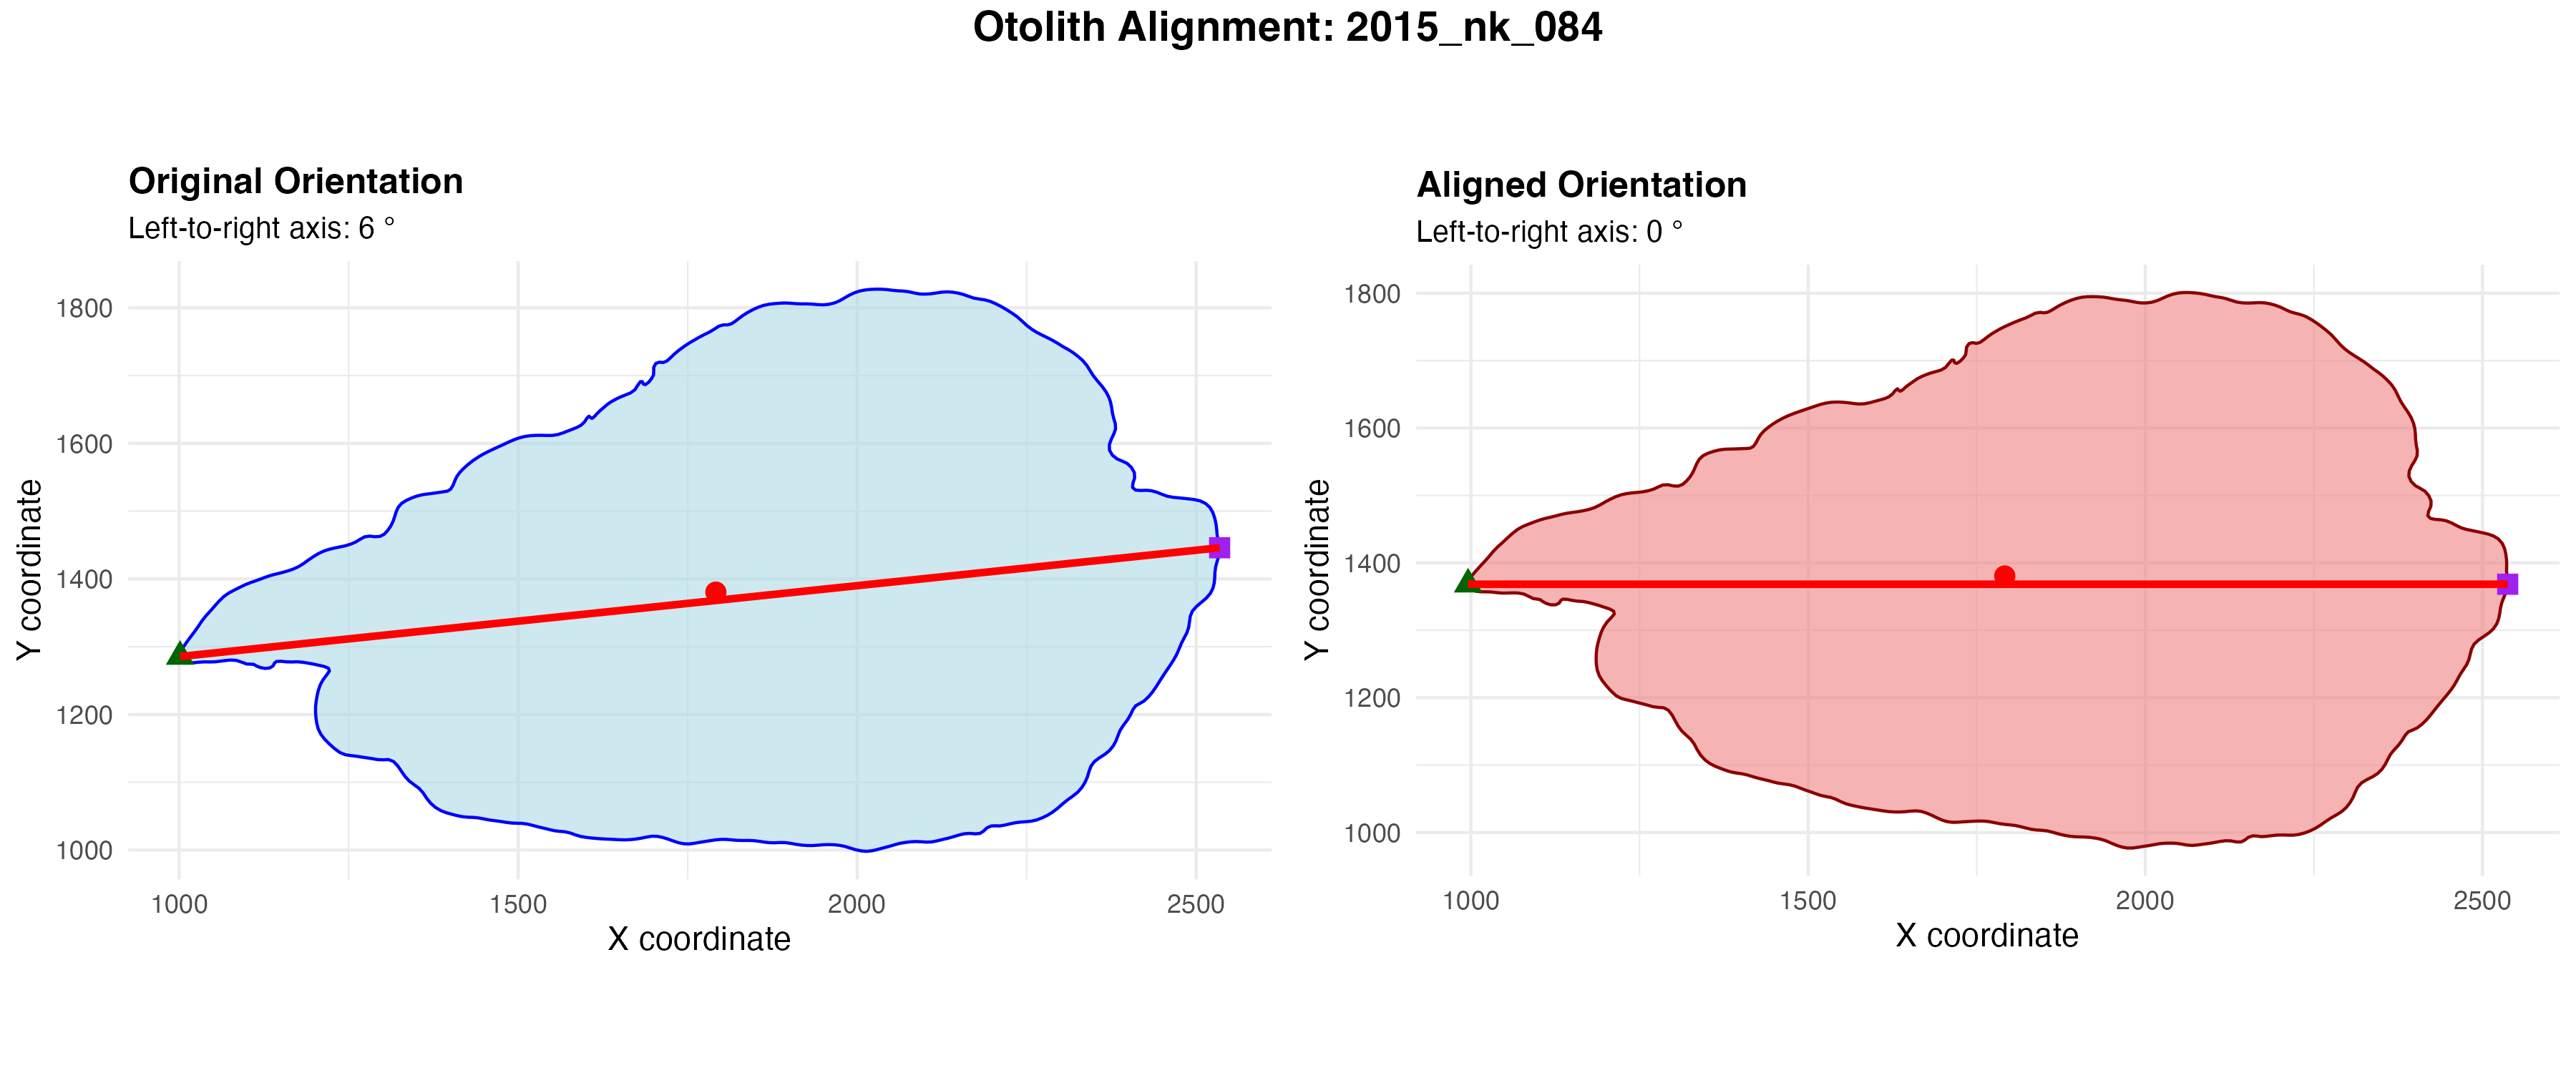 Otolith Alignment: 2015_nk_084
Original Orientation
Left-to-right axis: 6 °
1800
1600
1400
1200
1000
Y coordinate
1000 1500 2000 2500
X coordinate
Aligned Orientation
Left-to-right axis: 0 °
1800
1600
1400
1200
1000
Y coordinate
1000 1500 2000 2500
X coordinate